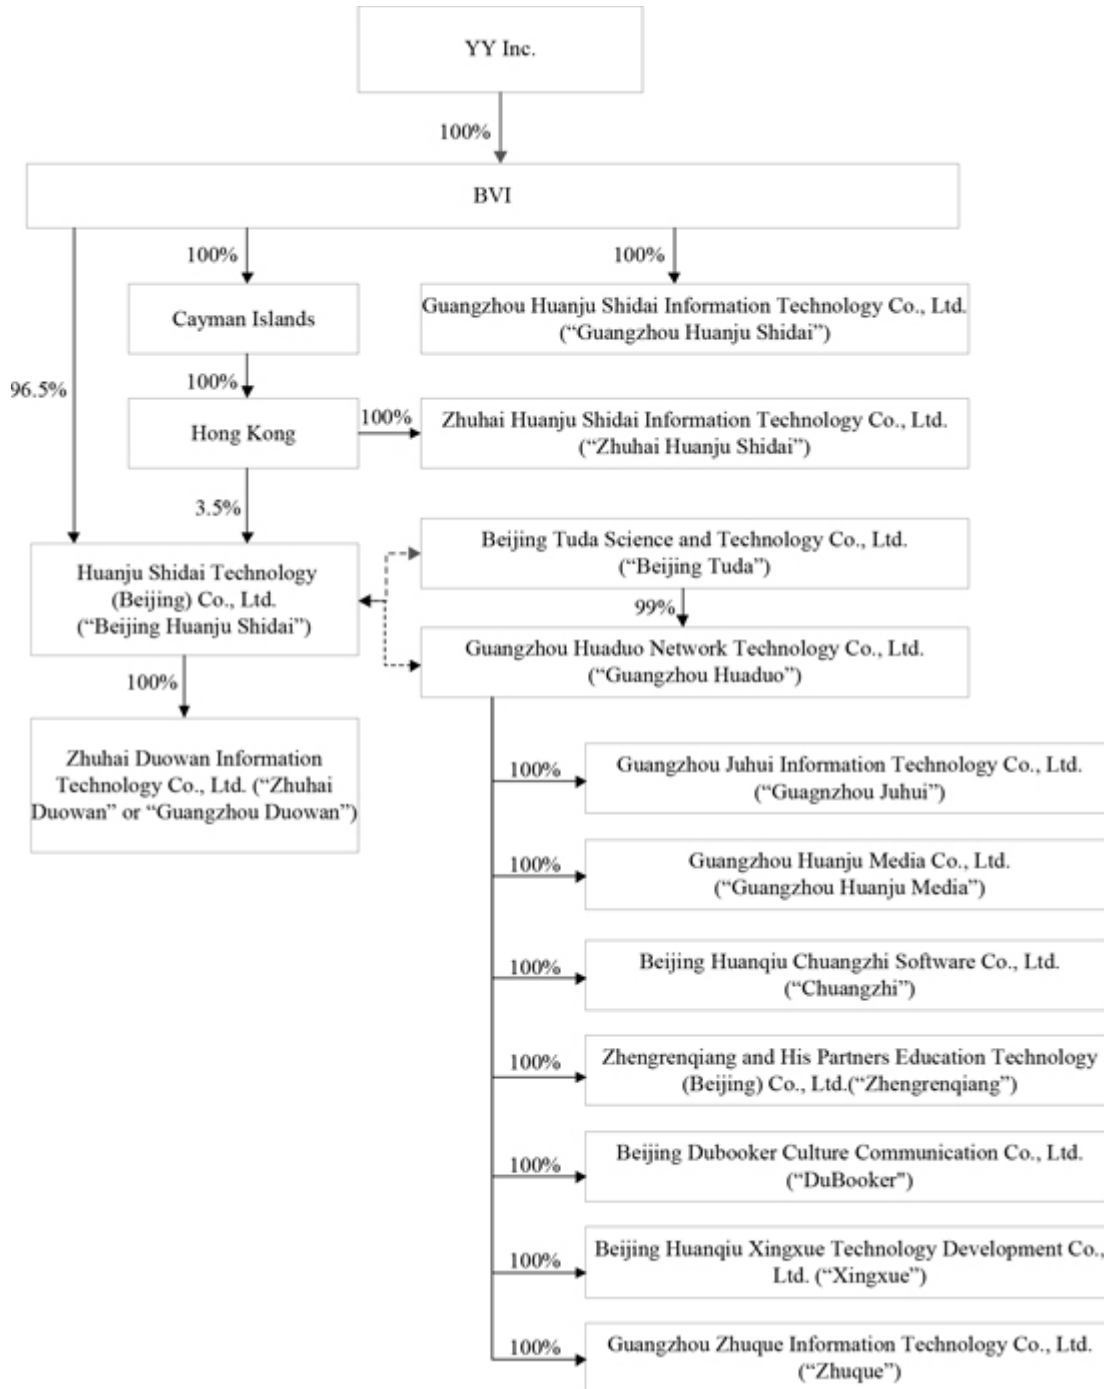 YY Inc.
100%
BVI
100%
100%
Cayman Islands
Guangzhou Huanju Shidai Information Technology Co., Ltd.
(“Guangzhou Huanju Shidai”)
96.5%
100%
Hong Kong
100%
Zhuhai Huanju Shidai Information Technology Co., Ltd.
(“Zhuhai Huanju Shidai”)
3.5%
Huanju Shidai Technology
(Beijing) Co., Ltd.
(“Beijing Huanju Shidai”)
Beijing Tuda Science and Technology Co., Ltd.
(“Beijing Tuda”)
99%
Guangzhou Huaduo Network Technology Co., Ltd.
(“Guangzhou Huaduo”)
100%
Zhuhai Duowan Information
Technology Co., Ltd. (“Zhuhai
Duowan” or “Guangzhou Duowan”)
100%
Guangzhou Juhui Information Technology Co., Ltd.
(“Guagnzhou Juhui”)
100%
Guangzhou Huanju Media Co., Ltd.
(“Guangzhou Huanju Media”)
100%
Beijing Huanqiu Chuangzhi Software Co., Ltd.
(“Chuangzhi”)
100%
Zhengrenqiang and His Partners Education Technology
(Beijing) Co., Ltd.(“Zhengrenqiang”)
100%
Beijing Dubooker Culture Communication Co., Ltd.
(“DuBooker")
100%
Beijing Huanqiu Xingxue Technology Development Co.,
Ltd. (“Xingxue”)
100%
Guangzhou Zhuque Information Technology Co., Ltd.
(“Zhuque”)